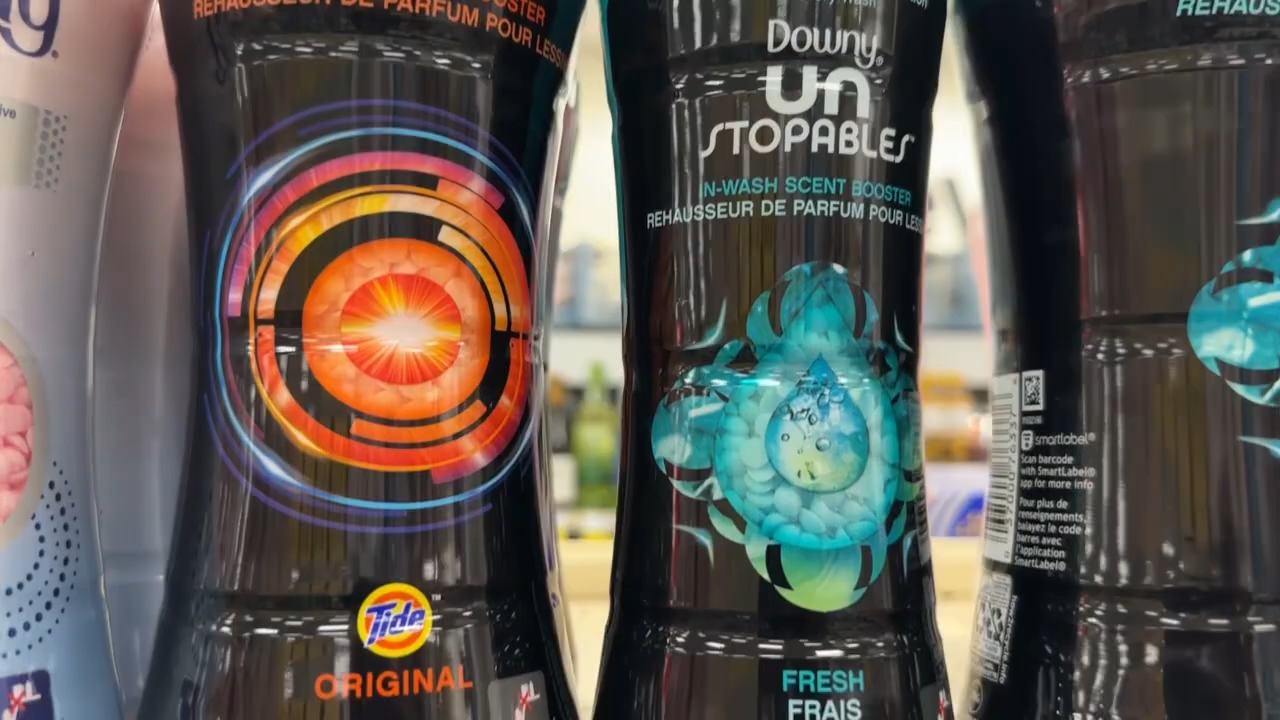 BOOSTER
REHAUSSEUR DE PARFUM POUR LESSI
Tide
ORIGINAL
Downy
UN
STOPABLES
IN-WASH SCENT BOOSTER
REHAUSSEUR DE PARFUM POUR LESS
FRESH
FRAIS
REHAUS
smartlabel®
Scan barcode
with SmartLabel®
app for more info
Pour plus de
renseignements,
balayez le code à
barres avec
l'application
SmartLabel®